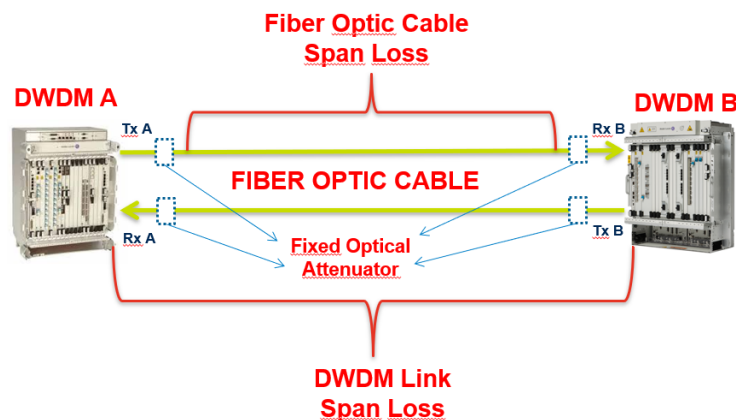 Fiber Optic Cable
Span Loss
DWDM A
DWDM B
Tx A
Rx B
FIBER OPTIC CABLE
Rx A
Tx B
Fixed Optical
Attenuator
DWDM Link
Span Loss